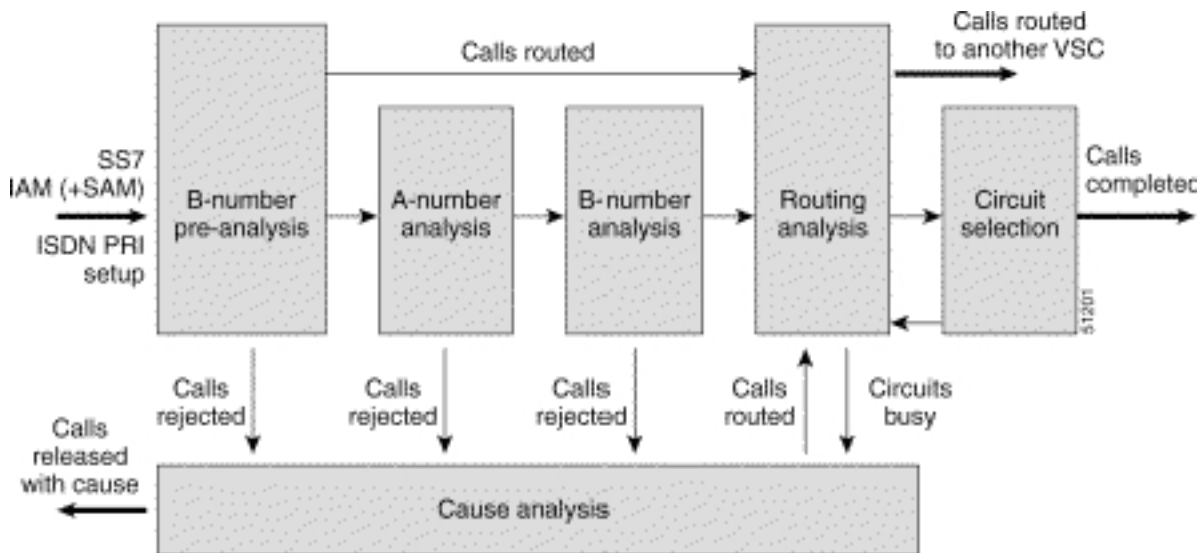 Calls routed
Calls routed
to another VSC
SS7
IAM (+SAM)
ISDN PRI
setup
B-number
pre-analysis
A-number
analysis
B-number
analysis
Routing
analysis
Circuit
selection
Calls
completed
51201
Calls
rejected
Calls
rejected
Calls
rejected
Calls
routed
Circuits
busy
Calls
released
with cause
Cause analysis